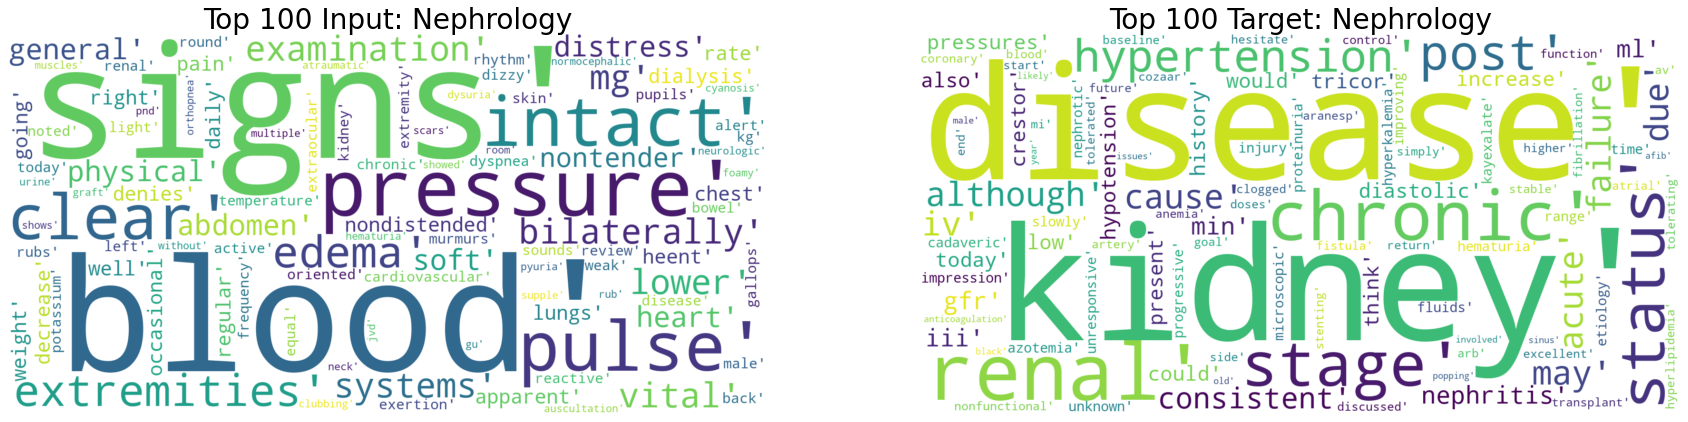 Top 100 Input: Nephrology
general'
round'
renal'
muscles'
pain'
examination'
atraumatic'
rhythm'
dizzy'
distress'
normocephalic'
rate'
mg'
dialysis'
pupils'
cyanosis'
going'
orthopnea'
right'
pnd'
daily'
signs'
dysuria'
skin'
noted'
light'
multiple'
extraocular'
kidney'
extremity'
scars'
intact'
alert'
kg'
neurologic'
today'
urine'
physical'
chronic'
showed'
room'
dyspnea'
nontender'
graft'
denies'
temperature'
pressure'
foamy'
chest'
bowel'
clear'
shows'
abdomen'
nondistended'
hematuria'
murmurs'
bilaterally'
rubs'
left'
without'
active'
edema'
soft'
sounds'
review'
heent'
gallops'
decrease'
potassium'
well'
occasional'
regular'
frequency'
oriented'
cardiovascular'
pyuria'
weak'
lower'
weight'
blood'
equal'
jvd'
supple'
rub'
disease'
lungs'
heart'
gu'
pulse'
neck'
male'
extremities'
clubbing'
systems'
exertion'
reactive'
apparent'
auscultation'
vital'
back'
Top 100 Target: Nephrology
pressures'
coronary'
blood'
baseline'
hesitate'
control'
hypertension'
post'
function'
ml'
also'
start'
likely'
cozaar'
future'
would'
tricor'
increase'
av'
disease'
male'
end'
crestor'
year'
mi'
nephrotic'
tolerated'
issues'
hypotension'
history'
injury'
proteinuria'
aranesp'
hyperkalemia'
improving'
simply'
kayexalate'
higher'
fibrillation'
failure'
due'
time'
afib'
although'
cause'
clogged'
doses'
diastolic'
stable'
atrial'
tolerating'
iv'
slowly'
anemia'
min'
chronic'
range'
cadaveric'
low'
artery'
goal'
fistula'
return'
hematuria'
today'
impression'
gfr'
anticoagulation'
iii'
unresponsive'
present'
progressive'
kidney'
microscopic'
stenting'
think'
fluids'
acute'
etiology'
status'
hyperlipidemia'
black'
azotemia'
side'
involved'
sinus'
arb'
excellent'
renal'
could'
old'
stage'
popping'
may'
nonfunctional'
unknown'
consistent'
discussed'
nephritis'
transplant'